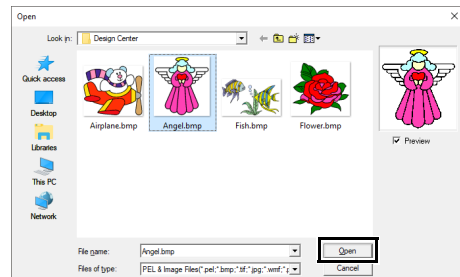 Open
Look in: Design Center
Quick access
Desktop
Libraries
This PC
Network
Airplane.bmp Angel.bmp Fish.bmp Flower.bmp
Preview
File name: Angel.bmp Open
Files of type: PEL & Image Files(*.pel;*.bmp;*.tif;*.jpg;*.wmf;*.p Cancel